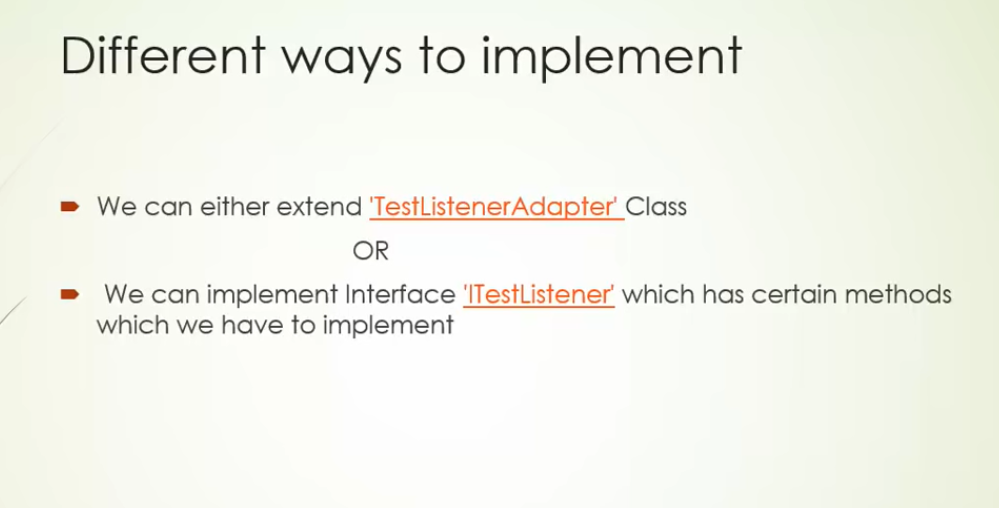 Different ways to implement
We can either extend 'TestListenerAdapter' Class
OR
We can implement Interface 'ITestListener' which has certain methods
which we have to implement